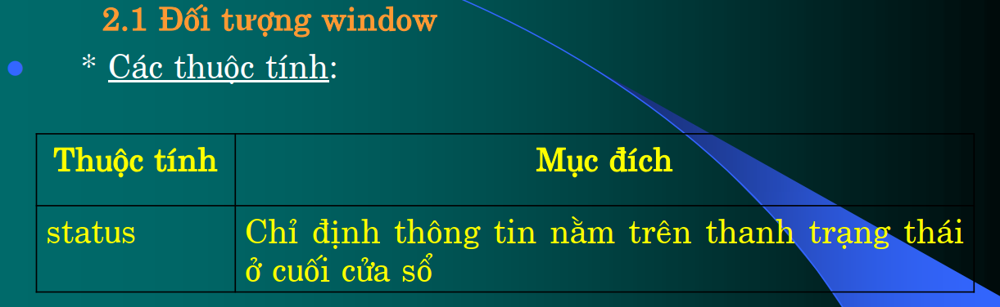 2.1 Đối tượng window
* Các thuộc tính:
Thuộc tính
Mục đích
status
Chỉ định thông tin nằm trên thanh trạng thái
ở cuối cửa sổ